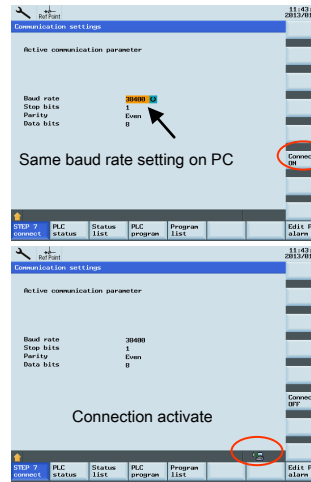 Ref Point
11:43:
2013/01
Communication settings
Active communication parameter
Baud rate 38400
Stop bits 1
Parity Even
Data bits 8
Same baud rate setting on PC
Connec
ON
STEP 7 connect
PLC status
Status list
PLC program
Program list
Edit P
alarm
Ref Point
11:43:
2013/01
Communication settings
Active communication parameter
Baud rate 38400
Stop bits 1
Parity Even
Data bits 8
Connec
OFF
Connection activate
STEP 7 connect
PLC status
Status list
PLC program
Program list
Edit P
alarm